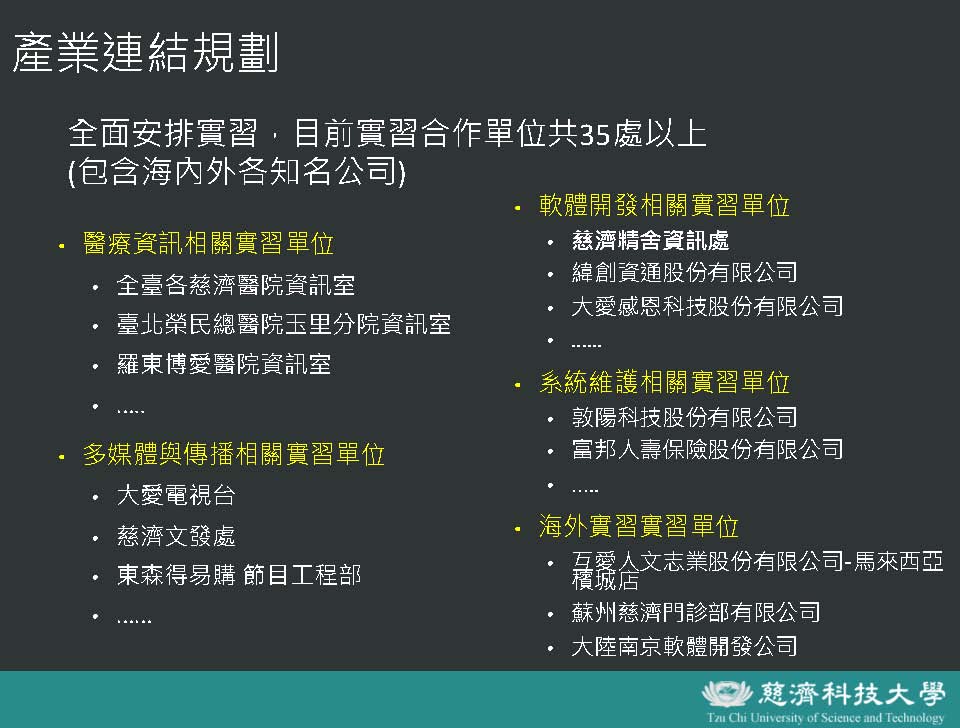 產業連結規劃
全面安排實習，目前實習合作單位共35處以上
(包含海內外各知名公司)
• 醫療資訊相關實習單位
• 全臺各慈濟醫院資訊室
• 臺北榮民總醫院玉里分院資訊室
• 羅東博愛醫院資訊室
• .....
• 多媒體與傳播相關實習單位
• 大愛電視台
• 慈濟文發處
• 東森得易購 節目工程部
• ......
• 軟體開發相關實習單位
• 慈濟精舍資訊處
• 緯創資通股份有限公司
• 大愛感恩科技股份有限公司
• ......
• 系統維護相關實習單位
• 敦陽科技股份有限公司
• 富邦人壽保險股份有限公司
• .....
• 海外實習實習單位
• 互愛人文志業股份有限公司-馬來西亞
檳城店
• 蘇州慈濟門診部有限公司
• 大陸南京軟體開發公司
慈濟科技大學
Tzu Chi University of Science and Technology